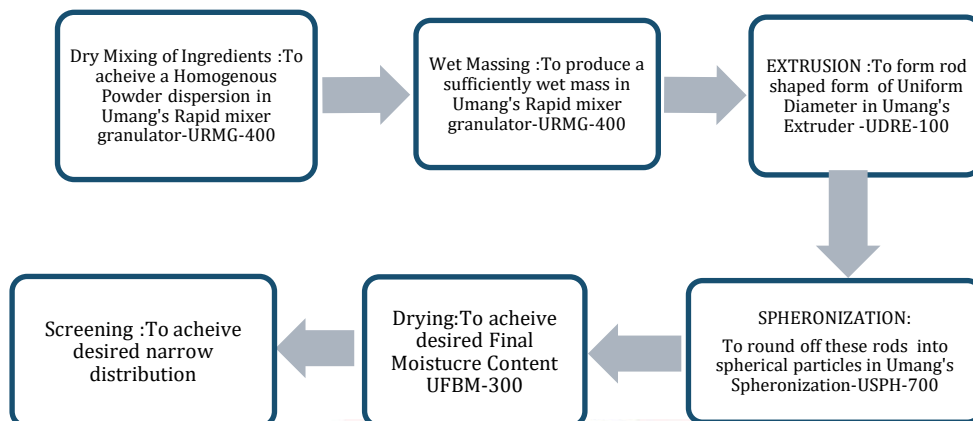 Dry Mixing of Ingredients :To
acheive a Homogenous
Powder dispersion in
Umang's Rapid mixer
granulator-URMG-400
Wet Massing :To produce a
sufficiently wet mass in
Umang's Rapid mixer
granulator-URMG-400
EXTRUSION :To form rod
shaped form of Uniform
Diameter in Umang's
Extruder -UDRE-100
SPHERONIZATION:
To round off these rods into
spherical particles in Umang's
Spheronization-USPH-700
Drying:To acheive
desired Final
Moistucre Content
UFBM-300
Screening :To acheive
desired narrow
distribution